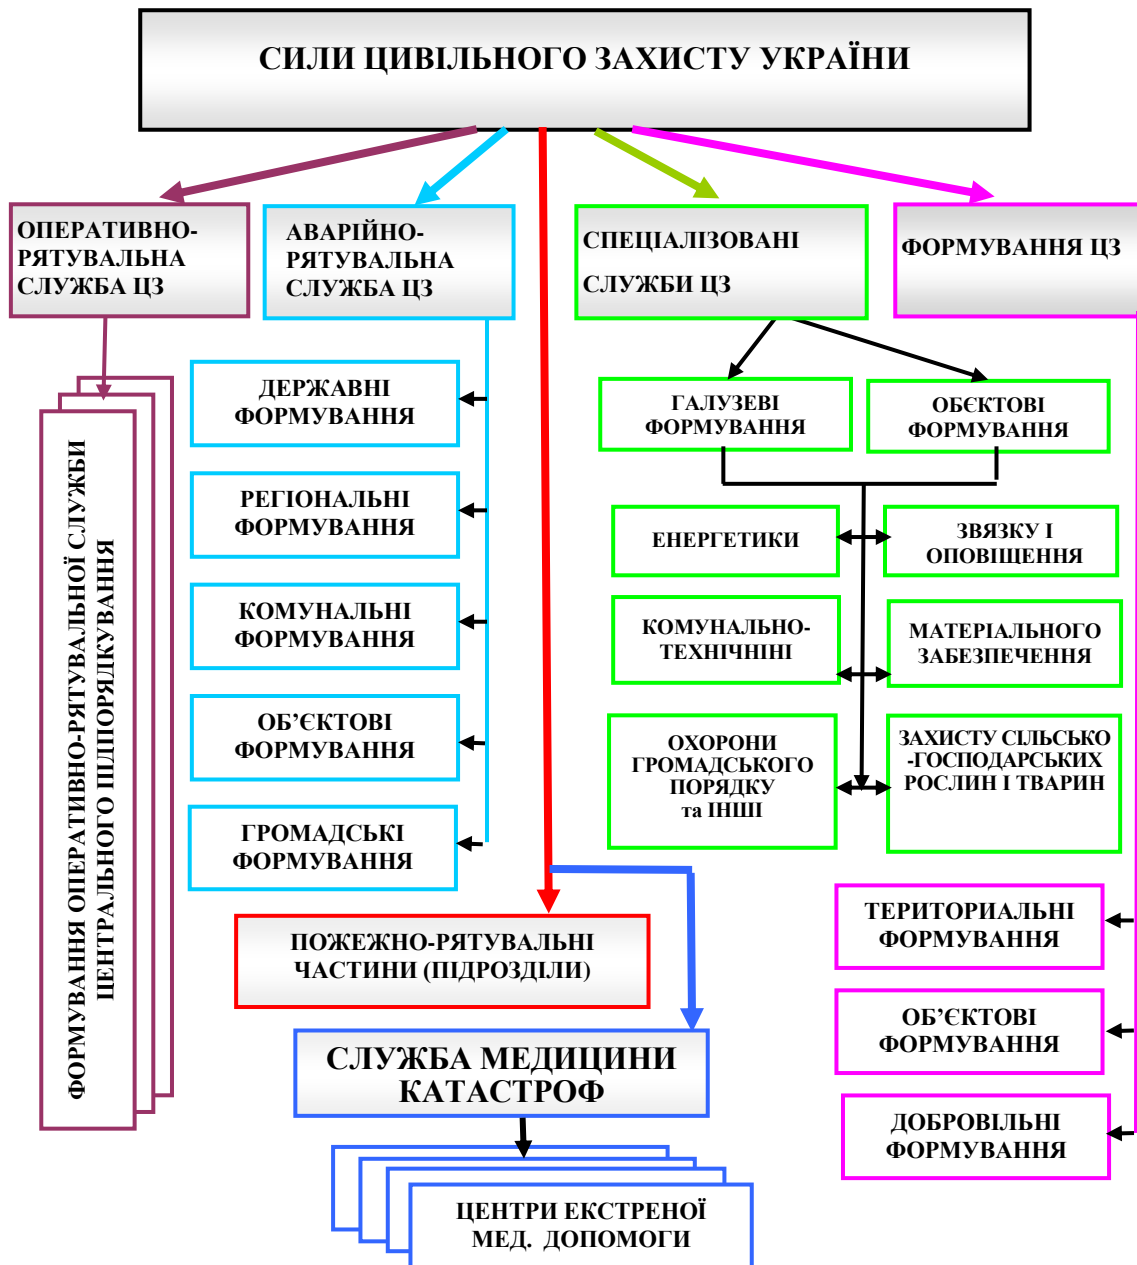 СИЛИ ЦИВІЛЬНОГО ЗАХИСТУ УКРАЇНИ
ОПЕРАТИВНО-
РЯТУВАЛЬНА
СЛУЖБА ЦЗ
АВАРІЙНО-
РЯТУВАЛЬНА
СЛУЖБА ЦЗ
СПЕЦІАЛІЗОВАНІ
СЛУЖБИ ЦЗ
ФОРМУВАННЯ ЦЗ
ФОРМУВАННЯ ОПЕРАТИВНО-РЯТУВАЛЬНОЇ СЛУЖБИ
ЦЕНТРАЛЬНОГО ПІДПОРЯДКУВАННЯ
ДЕРЖАВНІ
ФОРМУВАННЯ
РЕГІОНАЛЬНІ
ФОРМУВАННЯ
КОМУНАЛЬНІ
ФОРМУВАННЯ
ОБ’ЄКТОВІ
ФОРМУВАННЯ
ГРОМАДСЬКІ
ФОРМУВАННЯ
ГАЛУЗЕВІ
ФОРМУВАННЯ
ОБЄКТОВІ
ФОРМУВАННЯ
ЕНЕРГЕТИКИ
ЗВЯЗКУ І
ОПОВІЩЕННЯ
КОМУНАЛЬНО-
ТЕХНІЧНІНІ
МАТЕРІАЛЬНОГО
ЗАБЕЗПЕЧЕННЯ
ОХОРОНИ
ГРОМАДСЬКОГО
ПОРЯДКУ
та ІНШІ
ЗАХИСТУ СІЛЬСЬКО
-ГОСПОДАРСЬКИХ
РОСЛИН І ТВАРИН
ПОЖЕЖНО-РЯТУВАЛЬНІ
ЧАСТИНИ (ПІДРОЗДІЛИ)
СЛУЖБА МЕДИЦИНИ
КАТАСТРОФ
ЦЕНТРИ ЕКСТРЕНОЇ
МЕД. ДОПОМОГИ
ТЕРИТОРИАЛЬНІ
ФОРМУВАННЯ
ОБ’ЄКТОВІ
ФОРМУВАННЯ
ДОБРОВІЛЬНІ
ФОРМУВАННЯ